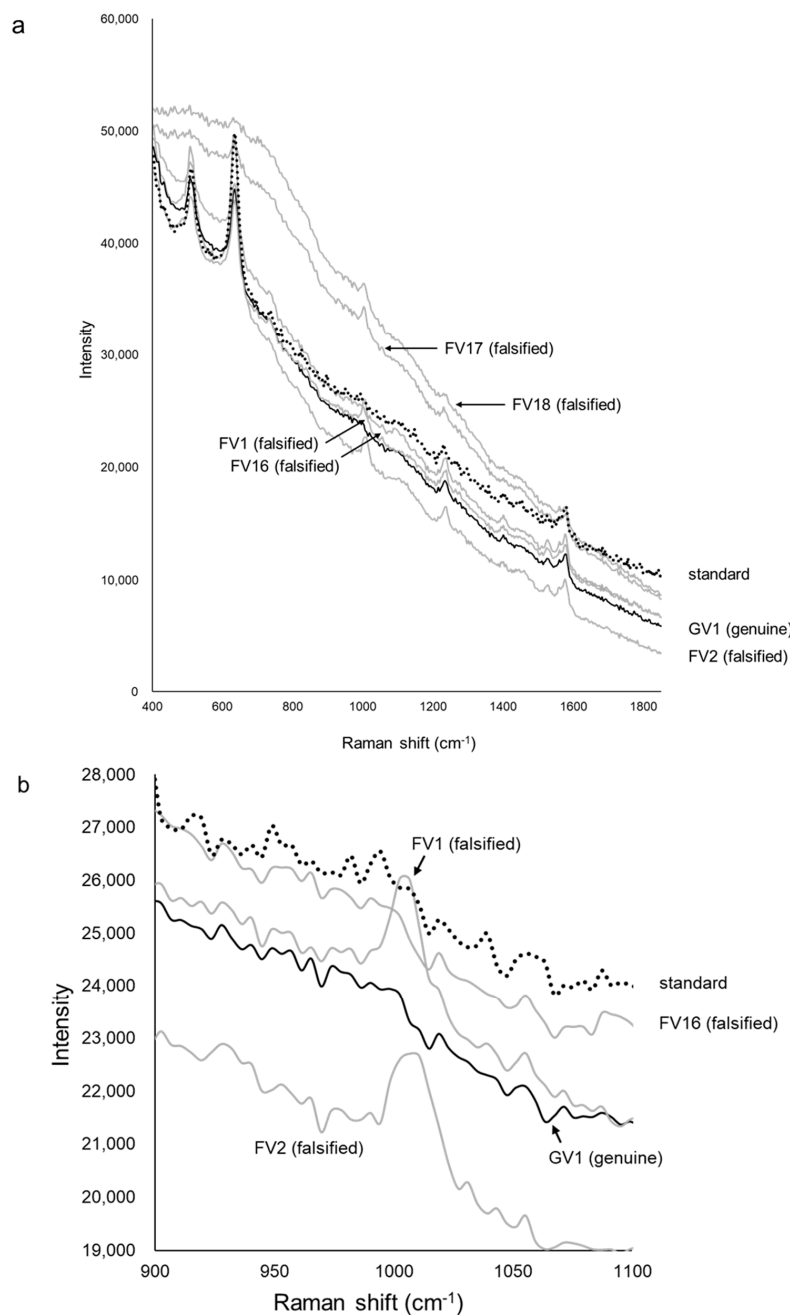 a
60,000
50,000
40,000
30,000
20,000
10,000
0
Intensity
FV17 (falsified)
FV18 (falsified)
FV1 (falsified)
FV16 (falsified)
standard
GV1 (genuine)
FV2 (falsified)
400 600 800 1000 1200 1400 1600 1800
Raman shift (cm-1)
b
28,000
27,000
26,000
25,000
24,000
23,000
22,000
21,000
20,000
19,000
Intensity
FV1 (falsified)
standard
FV16 (falsified)
FV2 (falsified)
GV1 (genuine)
900 950 1000 1050 1100
Raman shift (cm-1)